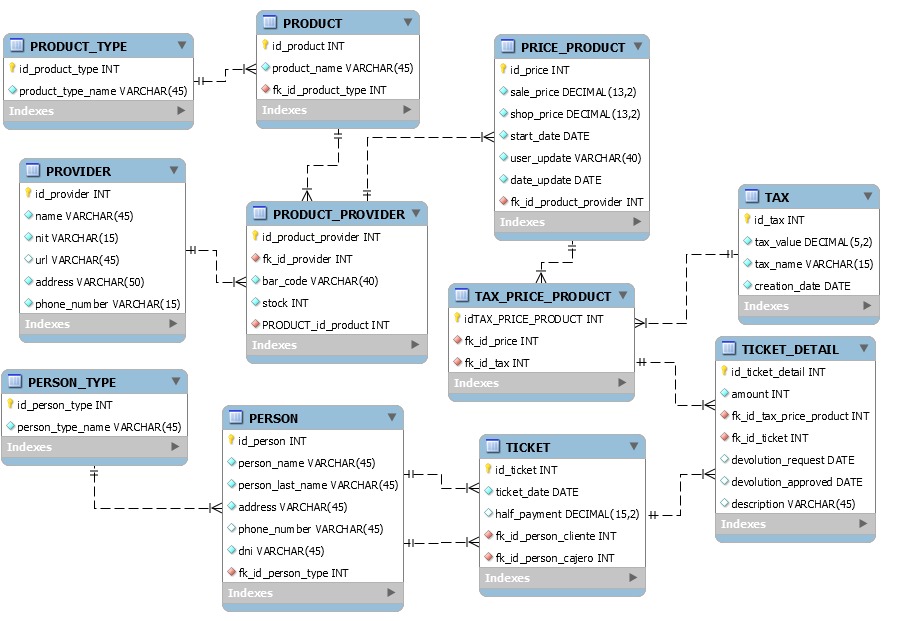 PRODUCT_TYPE
id_product_type INT
product_type_name VARCHAR(45)
Indexes
PRODUCT
id_product INT
product_name VARCHAR(45)
fk_id_product_type INT
Indexes
PRICE_PRODUCT
id_price INT
sale_price DECIMAL(13,2)
shop_price DECIMAL(13,2)
start_date DATE
user_update VARCHAR(40)
date_update DATE
fk_id_product_provider INT
Indexes
PROVIDER
id_provider INT
name VARCHAR(45)
nit VARCHAR(15)
url VARCHAR(45)
address VARCHAR(50)
phone_number VARCHAR(15)
Indexes
PRODUCT_PROVIDER
id_product_provider INT
fk_id_provider INT
bar_code VARCHAR(40)
stock INT
PRODUCT_id_product INT
Indexes
TAX
id_tax INT
tax_value DECIMAL(5,2)
tax_name VARCHAR(15)
creation_date DATE
Indexes
TAX_PRICE_PRODUCT
idTAX_PRICE_PRODUCT INT
fk_id_price INT
fk_id_tax INT
Indexes
TICKET_DETAIL
id_ticket_detail INT
amount INT
fk_id_tax_price_product INT
fk_id_ticket INT
devolution_request DATE
devolution_approved DATE
description VARCHAR(45)
Indexes
PERSON_TYPE
id_person_type INT
person_type_name VARCHAR(45)
Indexes
PERSON
id_person INT
person_name VARCHAR(45)
person_last_name VARCHAR(45)
address VARCHAR(45)
phone_number VARCHAR(45)
dni VARCHAR(45)
fk_id_person_type INT
Indexes
TICKET
id_ticket INT
ticket_date DATE
half_payment DECIMAL(15,2)
fk_id_person_cliente INT
fk_id_person_cajero INT
Indexes